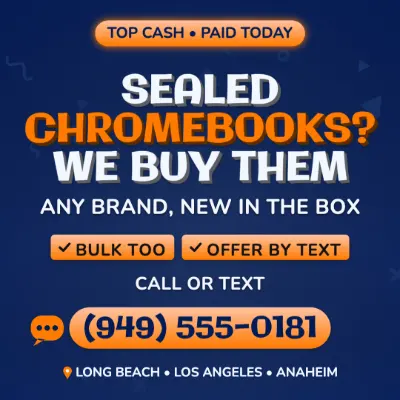 TOP CASH • PAID TODAY
SEALED
CHROMEBOOKS?
WE BUY THEM
ANY BRAND, NEW IN THE BOX
✓ BULK TOO ✓ OFFER BY TEXT
CALL OR TEXT
(949) 555-0181
LONG BEACH • LOS ANGELES • ANAHEIM